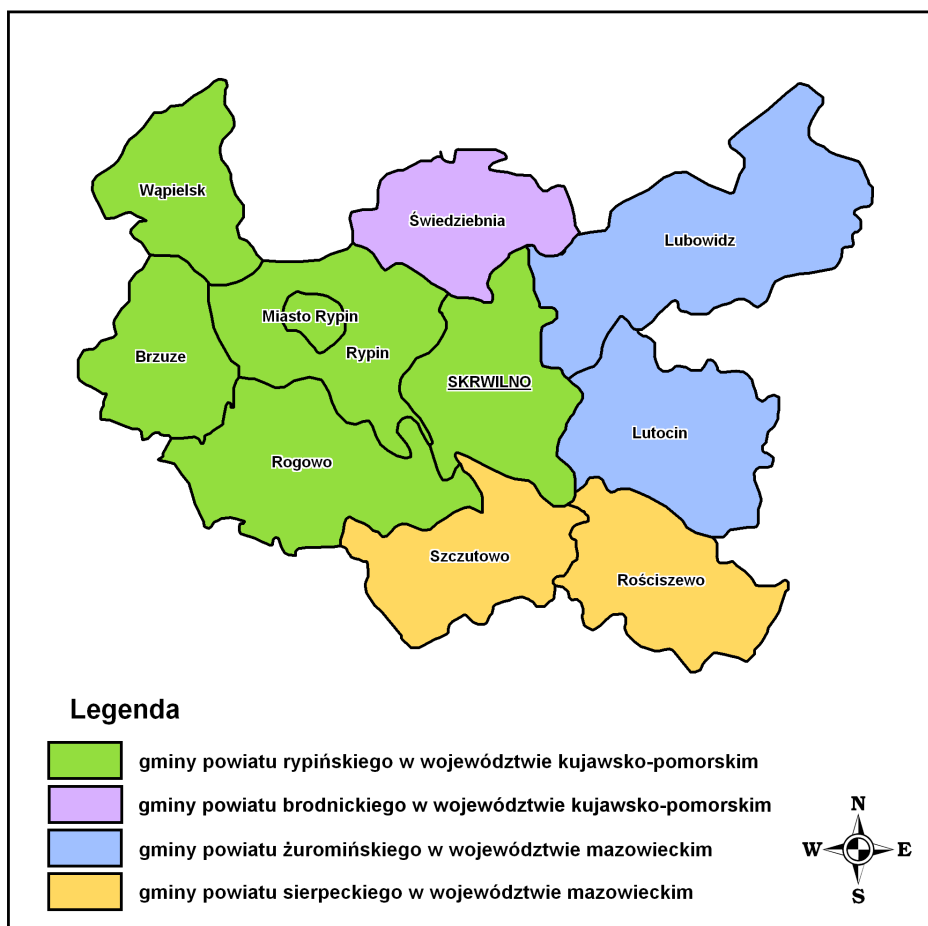 Wąpielsk
Świedziebnia
Lubowidz
Miasto Rypin
Rypin
Brzuze
SKRWILNO
Lutocin
Rogowo
Szczutowo
Rościszewo
Legenda
gminy powiatu rypińskiego w województwie kujawsko-pomorskim
gminy powiatu brodnickiego w województwie kujawsko-pomorskim
gminy powiatu żuromińskiego w województwie mazowieckim
gminy powiatu sierpeckiego w województwie mazowieckim
N
W E
S